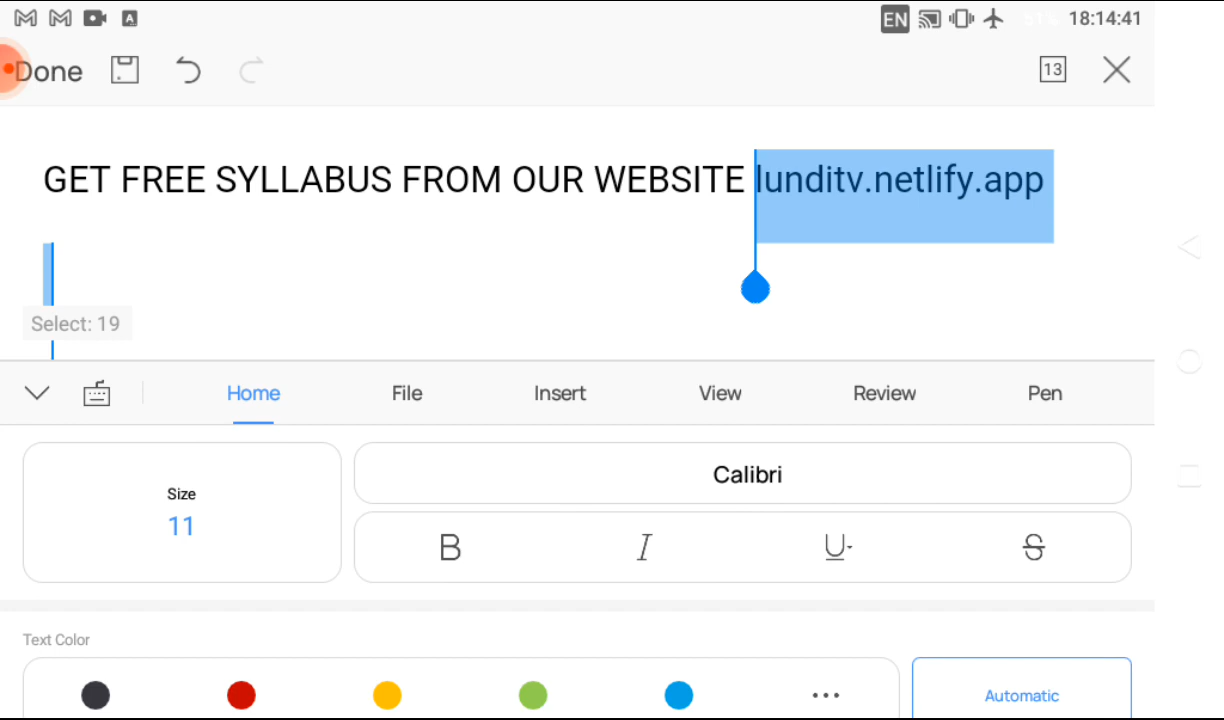 EN 51% 18:14:41
Done 13
GET FREE SYLLABUS FROM OUR WEBSITE lunditv.netlify.app
Select: 19
Home File Insert View Review Pen
Size
11
Calibri
B I U S
Text Color
Automatic